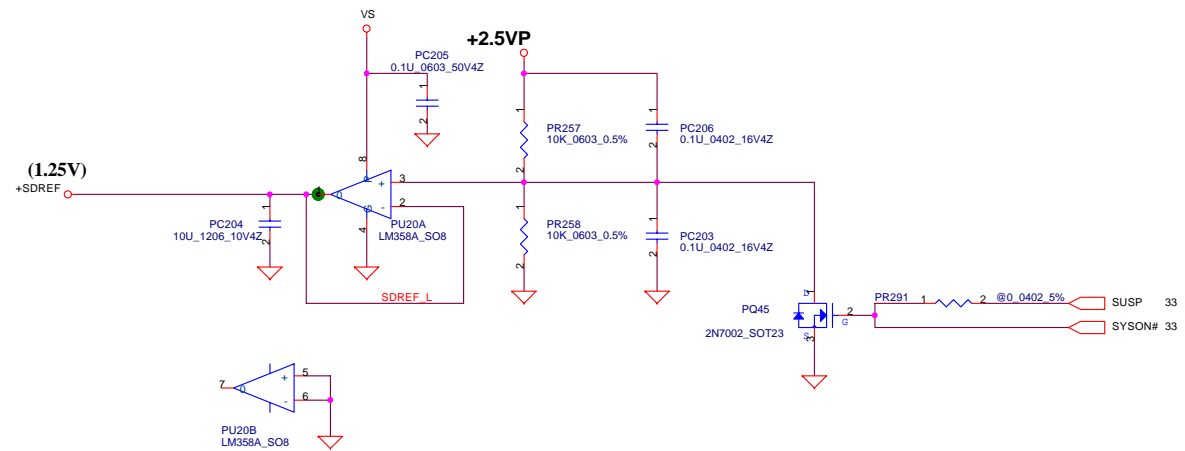 VS
+2.5VP
PC205
0.1U_0603_50V4Z
1
2
1
PR257
10K_0603_0.5%
2
1
PC206
0.1U_0402_16V4Z
2
(1.25V)
+SDREF
8
P
+
3
-
2
O
G
4
PU20A
LM358A_SO8
1
PC204
10U_1206_10V4Z
2
SDREF_L
1
PR258
10K_0603_0.5%
2
1
PC203
0.1U_0402_16V4Z
2
D
PQ45
2N7002_SOT23
2
G
S
3
PR291
1
2
@0_0402_5%
SUSP 33
SYSON# 33
7
O
+
5
-
6
PU20B
LM358A_SO8